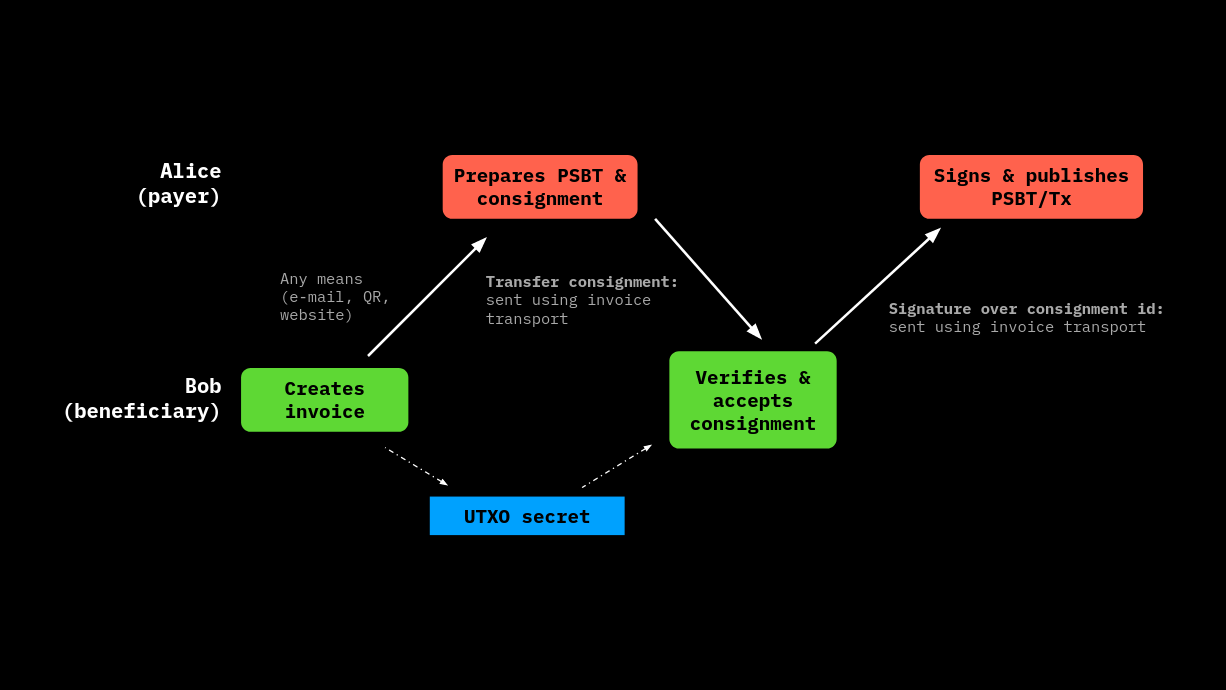 Alice
(payer)
Prepares PSBT &
consignment
Signs & publishes
PSBT/Tx
Any means
(e-mail, QR,
website)
Transfer consignment:
sent using invoice
transport
Signature over consignment id:
sent using invoice transport
Bob
(beneficiary)
Creates
invoice
Verifies &
accepts
consignment
UTXO secret